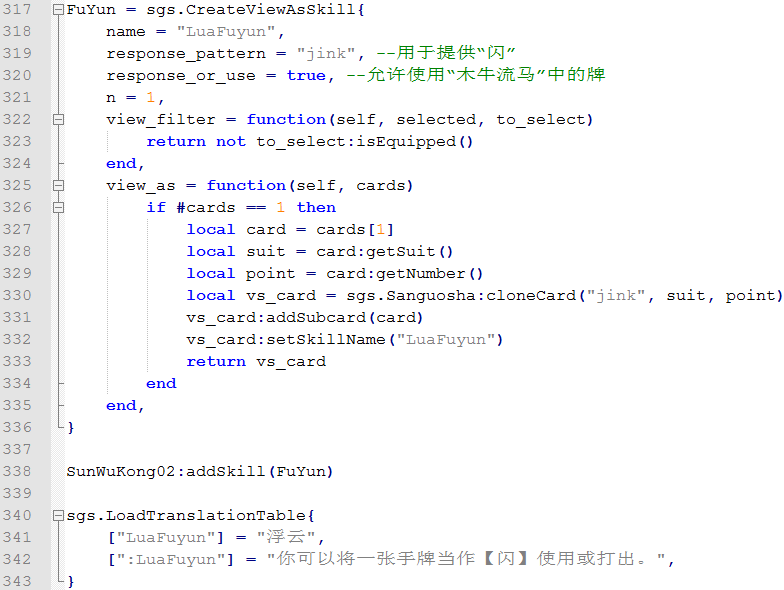 317 FuYun = sgs.CreateViewAsSkill{
318 name = "LuaFuyun",
319 response_pattern = "jink", --用于提供“闪”
320 response_or_use = true, --允许使用“木牛流马”中的牌
321 n = 1,
322 view_filter = function(self, selected, to_select)
323 return not to_select:isEquipped()
324 end,
325 view_as = function(self, cards)
326 if #cards == 1 then
327 local card = cards[1]
328 local suit = card:getSuit()
329 local point = card:getNumber()
330 local vs_card = sgs.Sanguosha:cloneCard("jink", suit, point)
331 vs_card:addSubcard(card)
332 vs_card:setSkillName("LuaFuyun")
333 return vs_card
334 end
335 end,
336 }
337
338 SunWuKong02:addSkill(FuYun)
339
340 sgs.LoadTranslationTable{
341 ["LuaFuyun"] = "浮云",
342 [":LuaFuyun"] = "你可以将一张手牌当作【闪】使用或打出。",
343 }